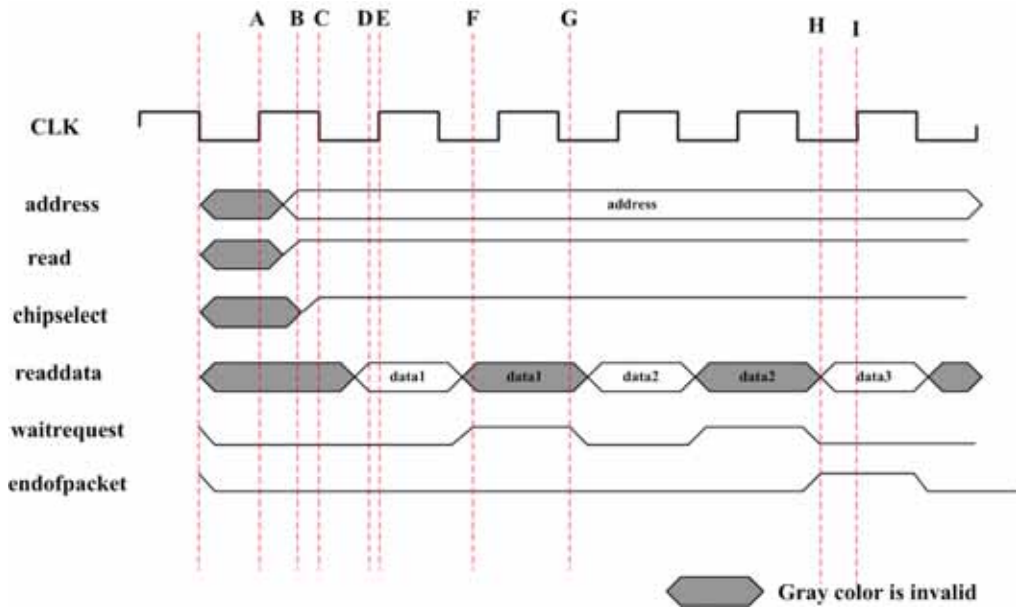 A B C D E F G H I
CLK
address address
read
chipselect
readdata data1 data1 data2 data2 data3
waitrequest
endofpacket
Gray color is invalid